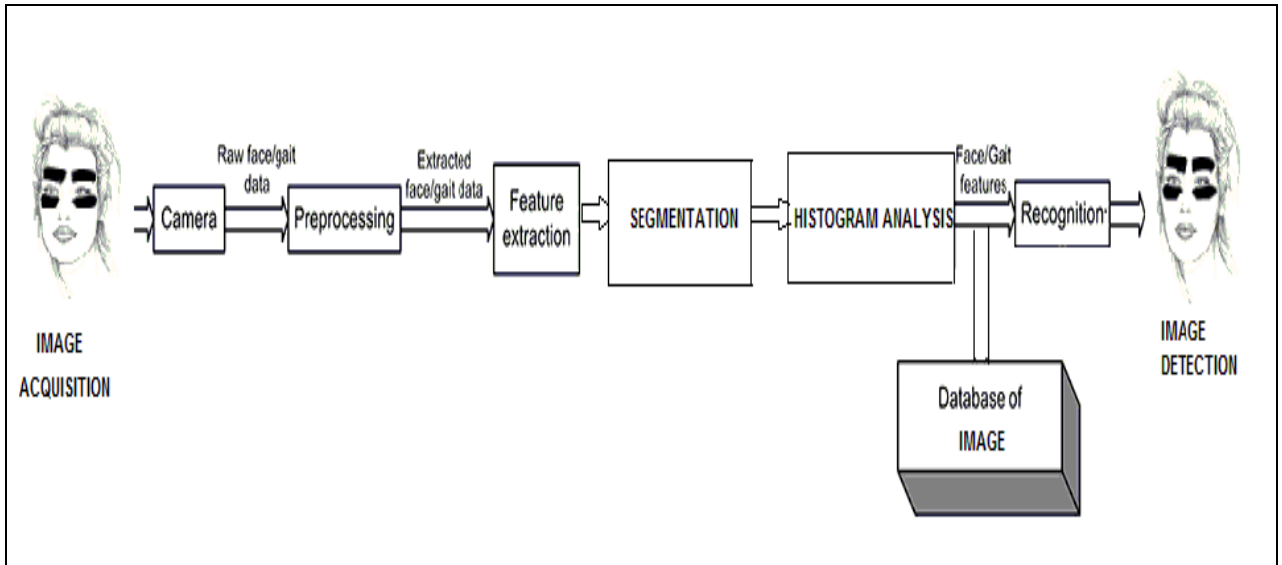 IMAGE
ACQUISITION
Camera
Raw face/gait
data
Preprocessing
Extracted
face/gait data
Feature
extraction
SEGMENTATION
HISTOGRAM ANALYSIS
Face/Gait
features
Recognition
Database of
IMAGE
IMAGE
DETECTION